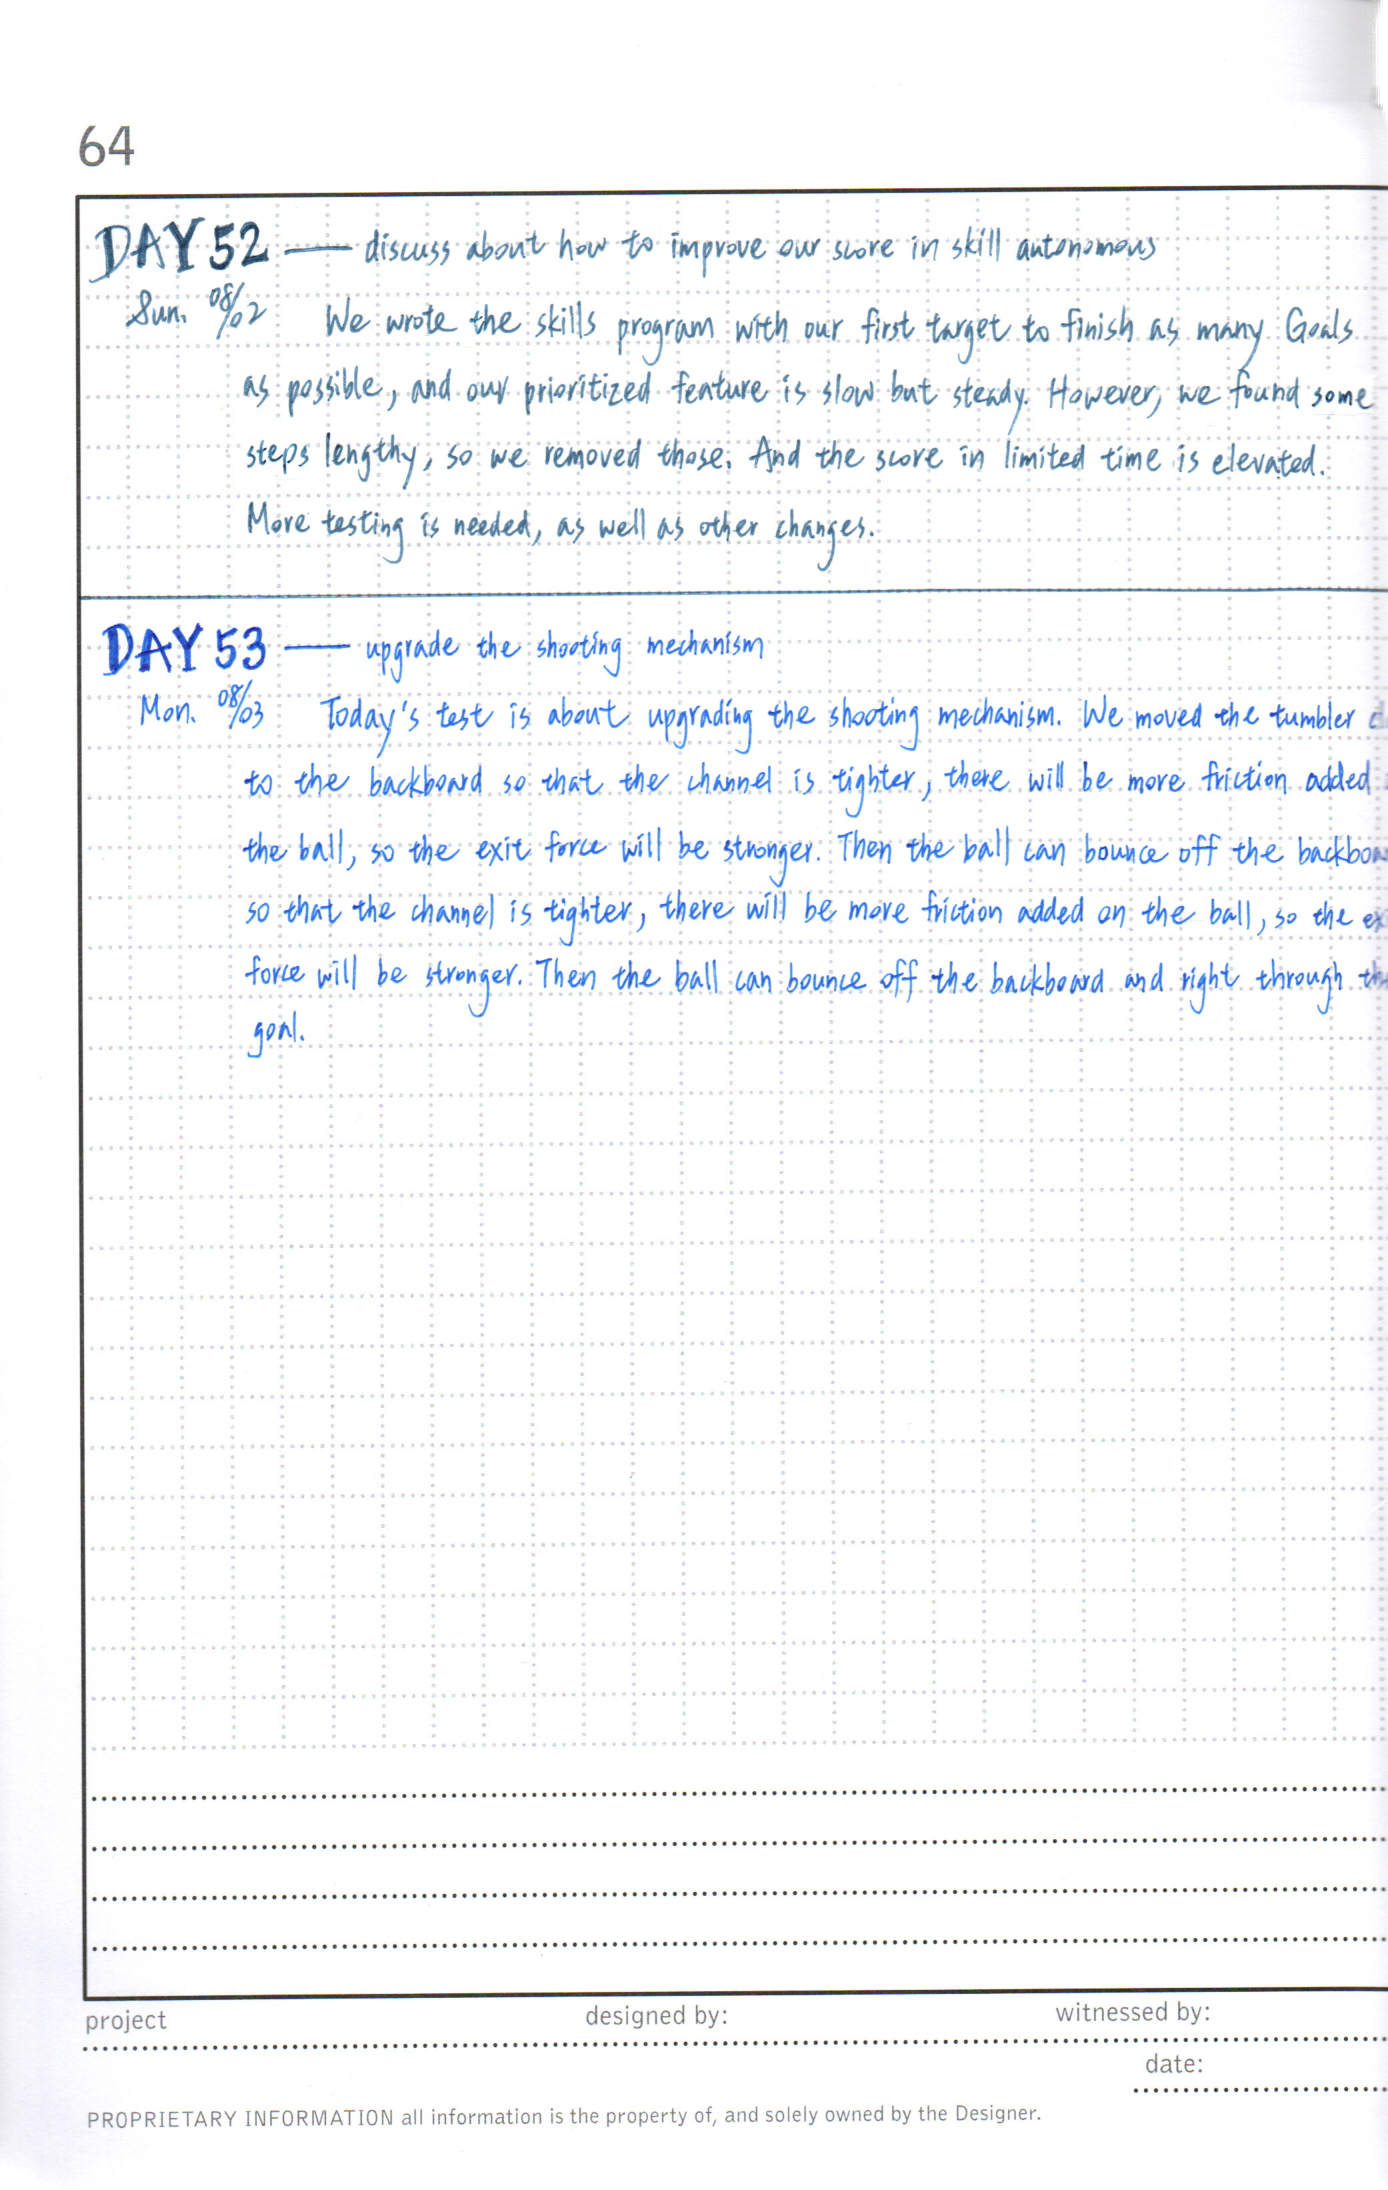 64
DAY 52 — discuss about how to improve our score in skill autonomous
Sun. 08/02 We wrote the skills program with our first target to finish as many Goals
as possible, and our prioritized feature is slow but steady. However, we found some
steps lengthy, so we removed those. And the score in limited time is elevated.
More testing is needed, as well as other changes.
DAY 53 — upgrade the shooting mechanism
Mon. 08/03 Today's test is about upgrading the shooting mechanism. We moved the tumbler
to the backboard so that the channel is tighter, there will be more friction added
the ball, so the exit force will be stronger. Then the ball can bounce off the
so that the channel is tighter, there will be more friction added on the ball, so the
force will be stronger. Then the ball can bounce off the backboard and right through
goal.
project designed by: witnessed by:
date:
PROPRIETARY INFORMATION all information is the property of, and solely owned by the Designer.